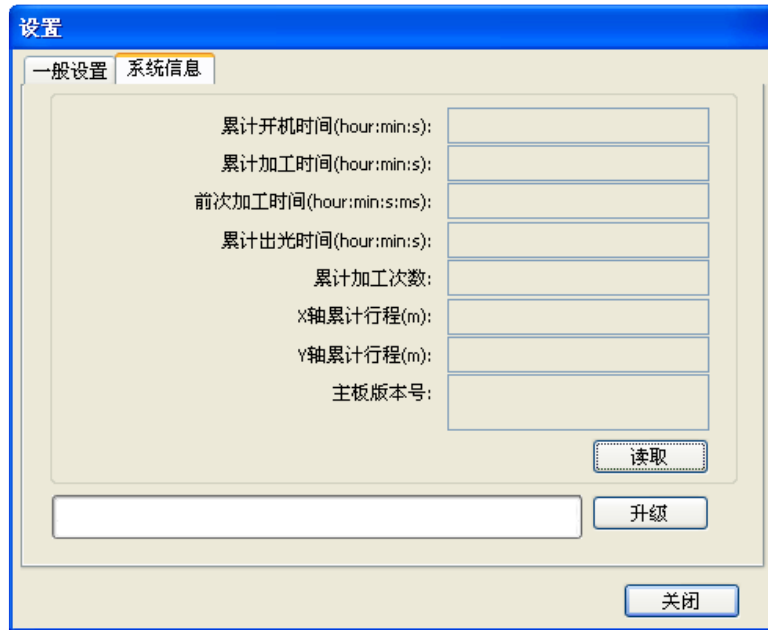 设置
一般设置 系统信息
累计开机时间(hour:min:s):
累计加工时间(hour:min:s):
前次加工时间(hour:min:s:ms):
累计出光时间(hour:min:s):
累计加工次数:
X轴累计行程(m):
Y轴累计行程(m):
主板版本号:
读取
升级
关闭